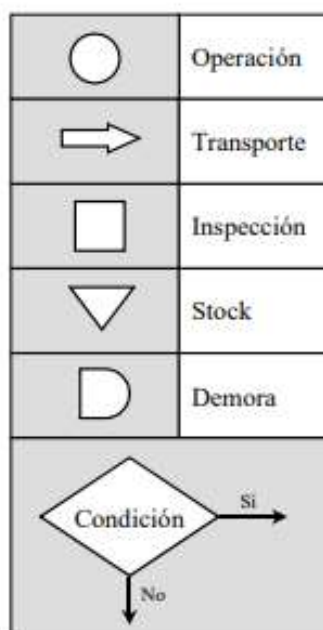 Operación
Transporte
Inspección
Stock
Demora
Condición
Si
No